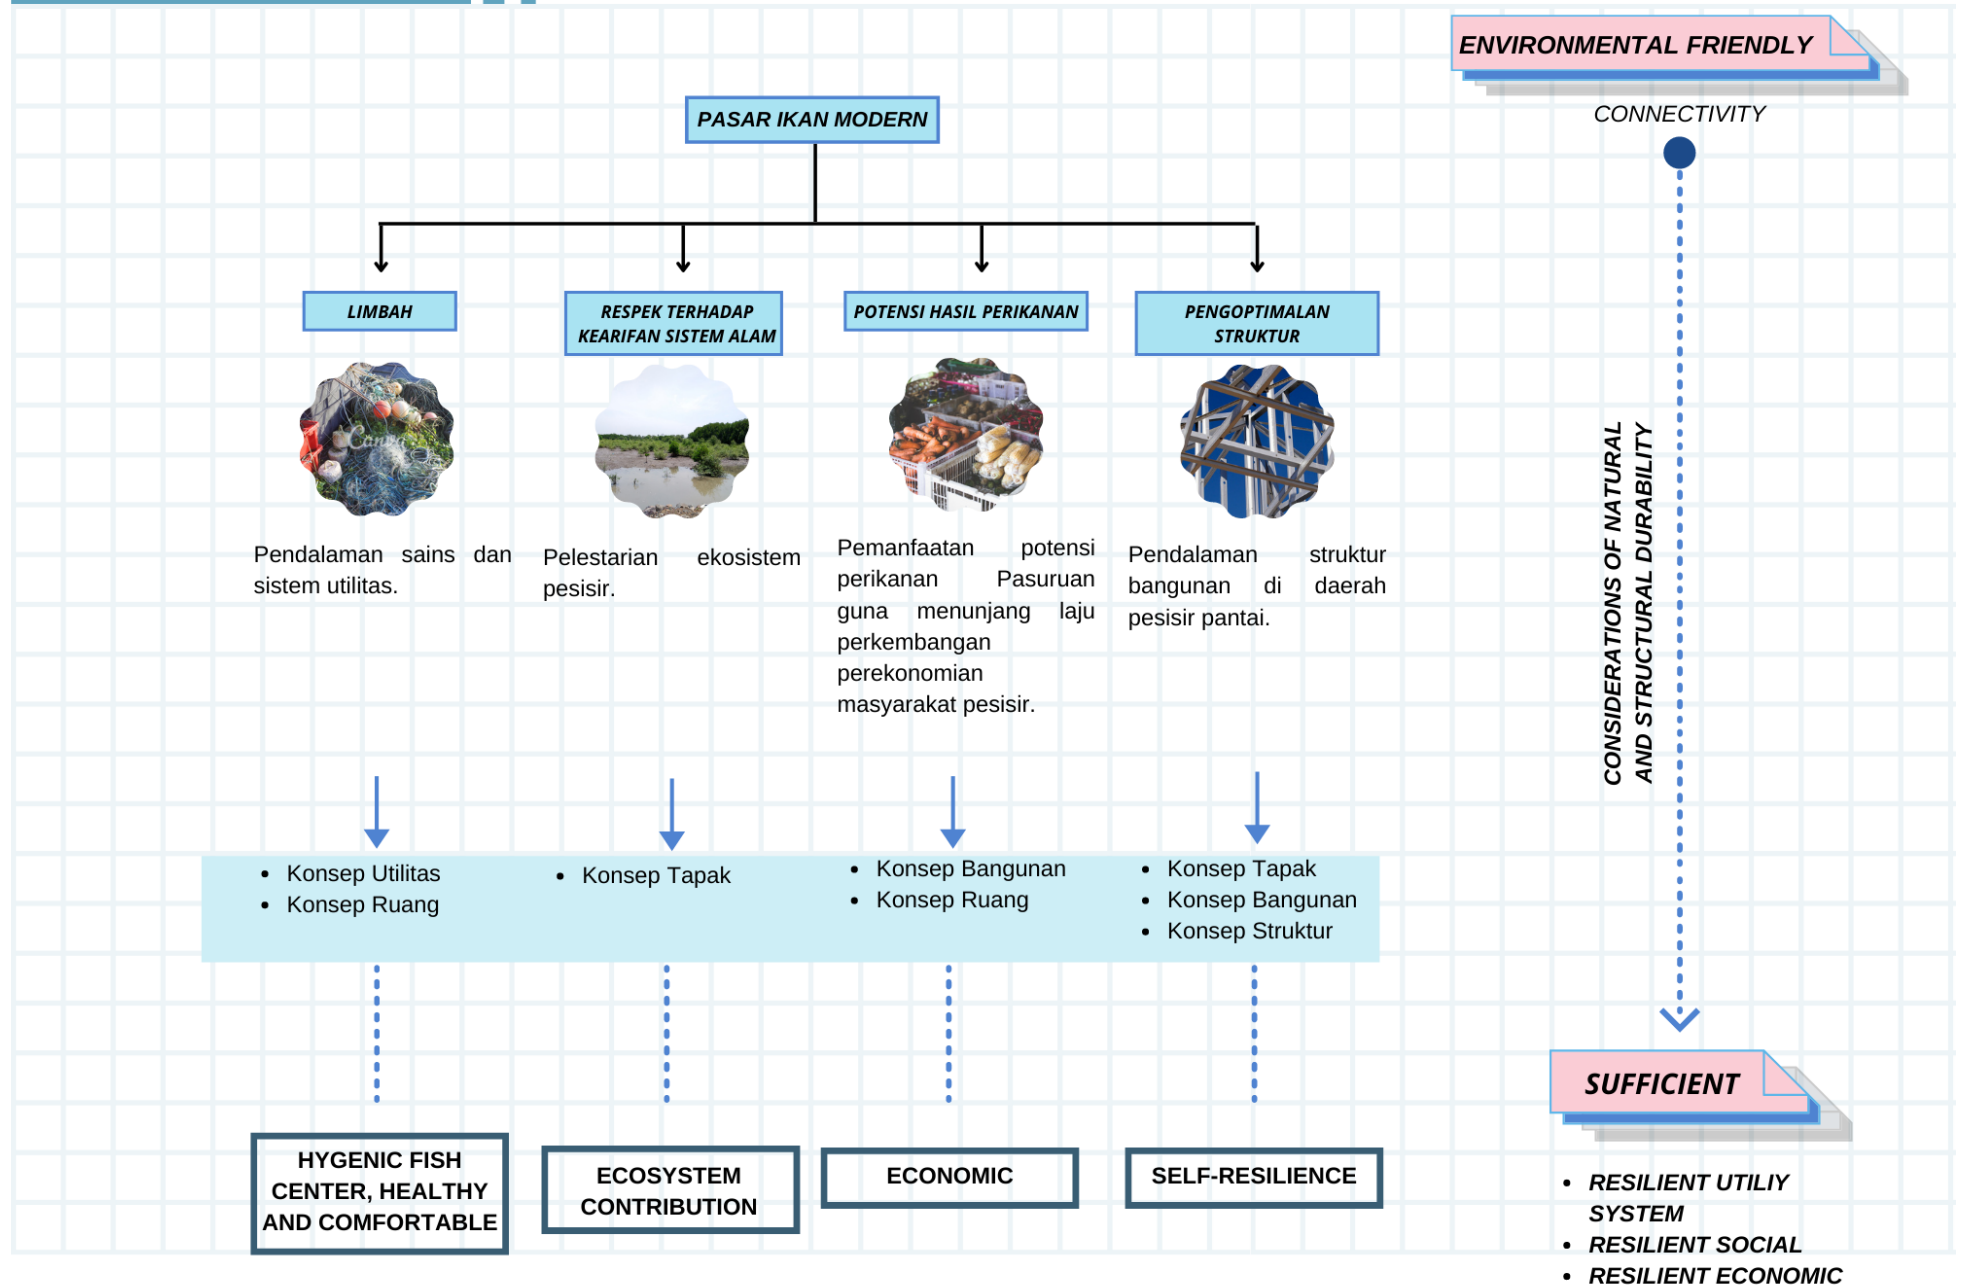 ENVIRONMENTAL FRIENDLY
CONNECTIVITY
PASAR IKAN MODERN
LIMBAH
RESPEK TERHADAP
KEARIFAN SISTEM ALAM
POTENSI HASIL PERIKANAN
PENGOPTIMALAN
STRUKTUR
Canva
Pendalaman sains dan
sistem utilitas.
Pelestarian ekosistem
pesisir.
Pemanfaatan potensi
perikanan Pasuruan
guna menunjang laju
perkembangan
perekonomian
masyarakat pesisir.
Pendalaman struktur
bangunan di daerah
pesisir pantai.
CONSIDERATIONS OF NATURAL
AND STRUCTURAL DURABILITY
• Konsep Utilitas
• Konsep Ruang
• Konsep Tapak
• Konsep Bangunan
• Konsep Ruang
• Konsep Tapak
• Konsep Bangunan
• Konsep Struktur
HYGENIC FISH
CENTER, HEALTHY
AND COMFORTABLE
ECOSYSTEM
CONTRIBUTION
ECONOMIC
SELF-RESILIENCE
SUFFICIENT
• RESILIENT UTILIY
SYSTEM
• RESILIENT SOCIAL
• RESILIENT ECONOMIC